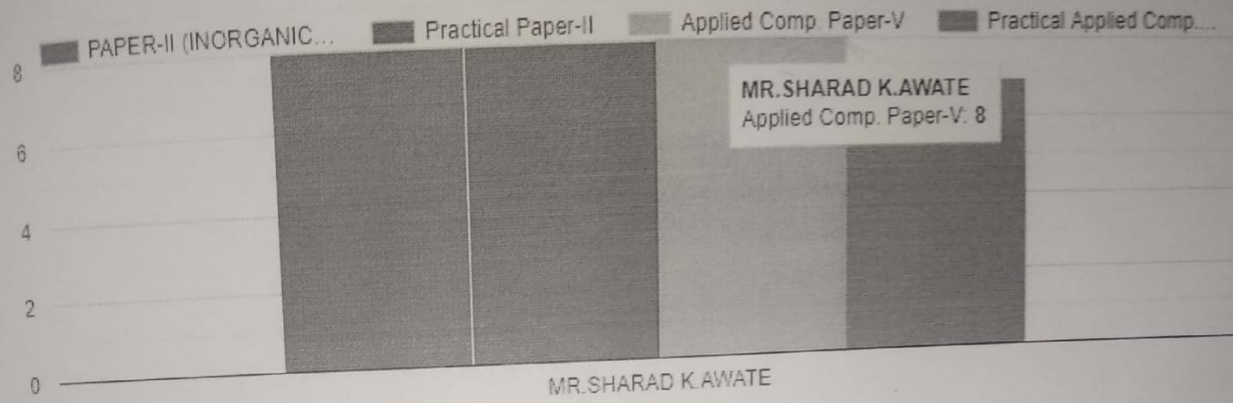 PAPER-II (INORGANIC...
Practical Paper-II
Applied Comp. Paper-V
Practical Applied Comp....
8
MR.SHARAD K.AWATE
Applied Comp. Paper-V: 8
6
4
2
0
MR.SHARAD K.AWATE